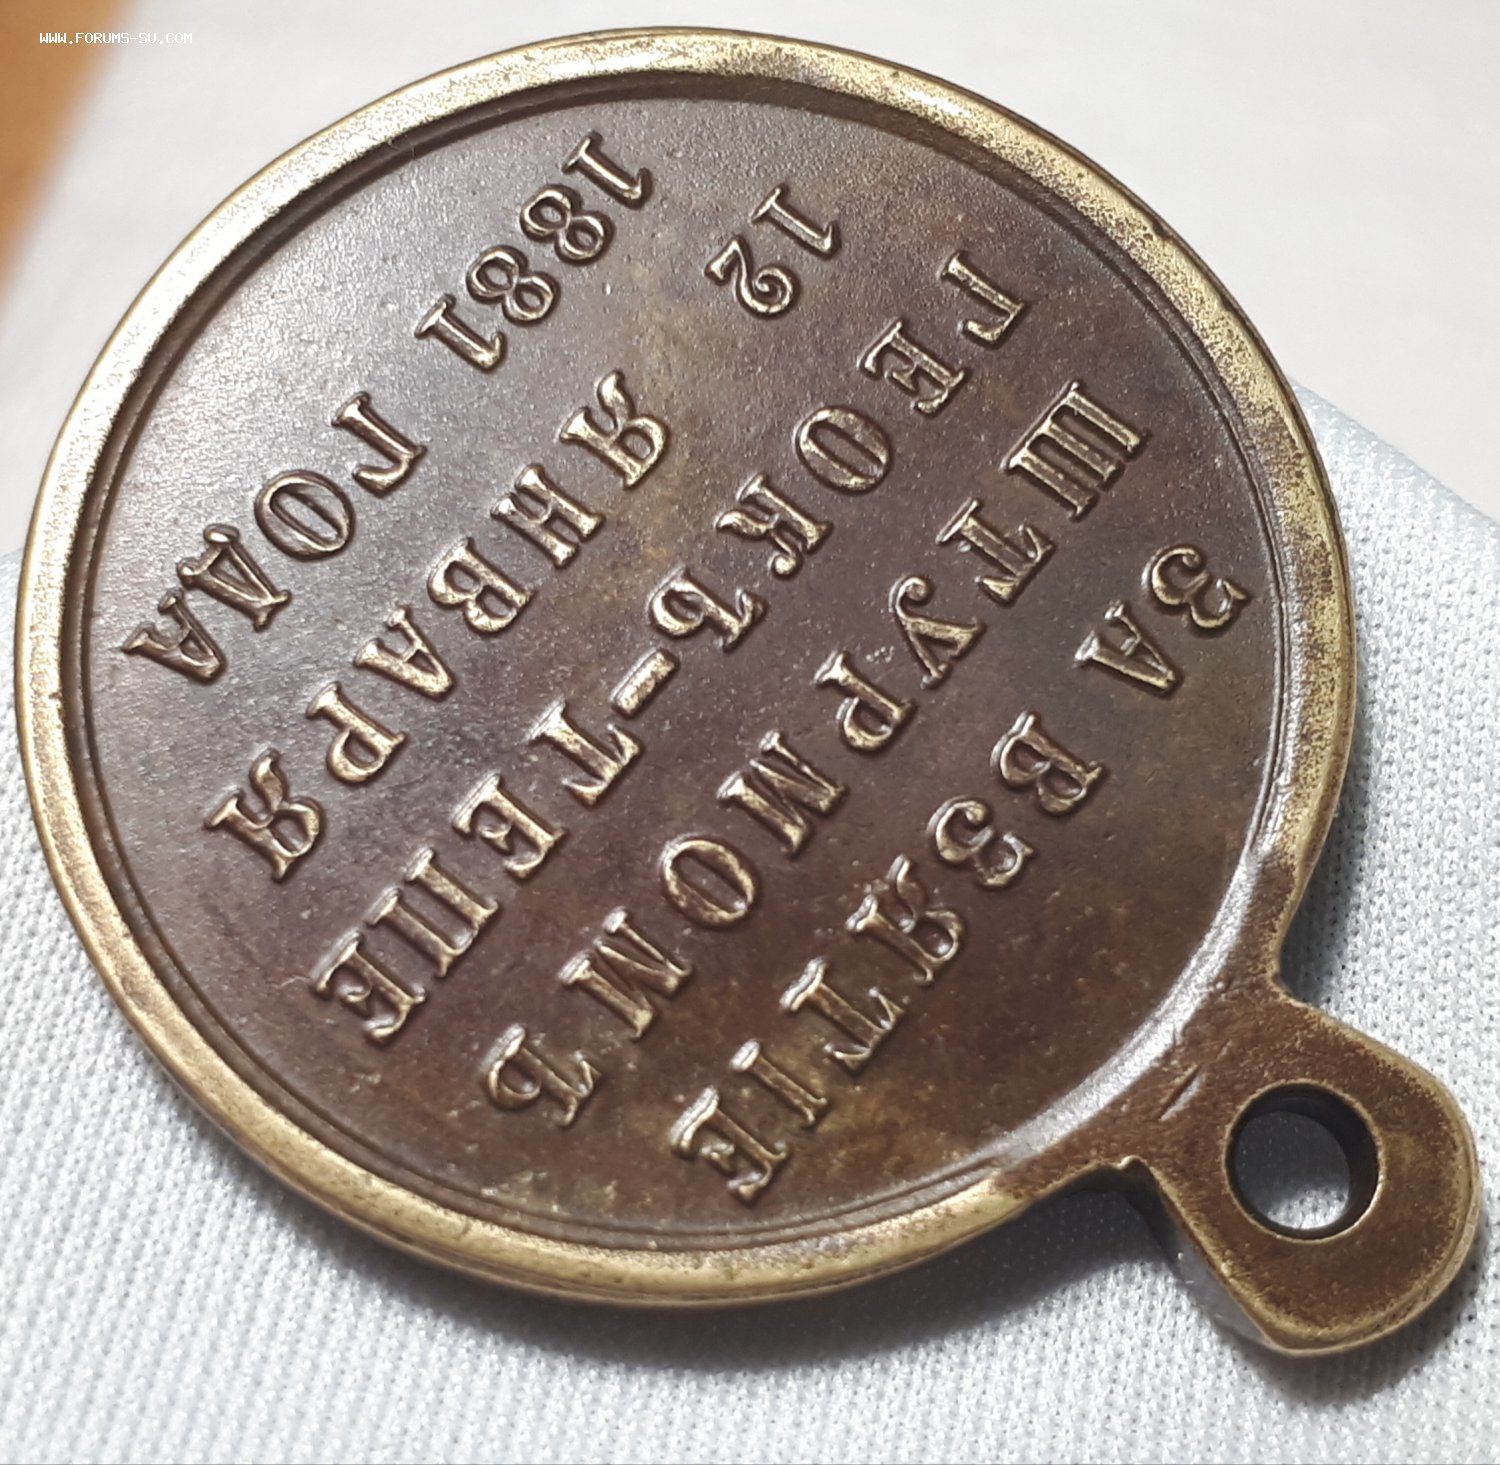 WWW.FORUMS-SU.COM
ЗА ВЗЯТІЕ
ШТУРМОМЪ
ГЕОКЪ-ТЕПЕ
12 ЯНВАРЯ
1881 ГОДА